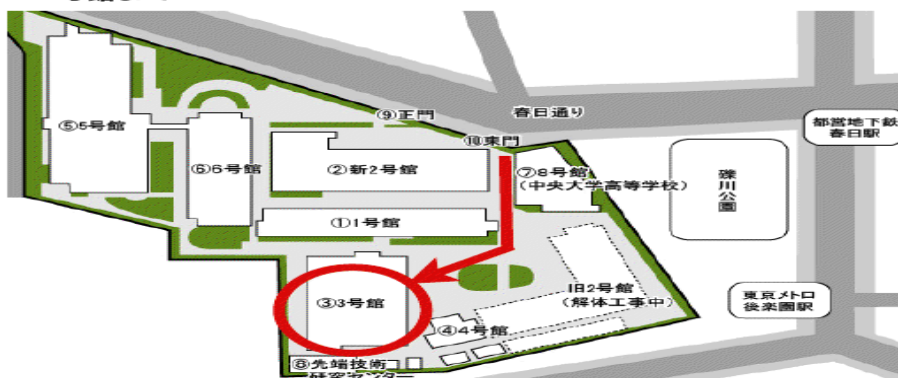 ⑨正門
春日通り
⑩東門
都営地下鉄
春日駅
⑤5号館
⑥6号館
②新2号館
⑦8号館
(中央大学高等学校)
礫川公園
①1号館
③3号館
旧2号館
(解体工事中)
東京メトロ
後楽園駅
④4号館
⑧先端技術